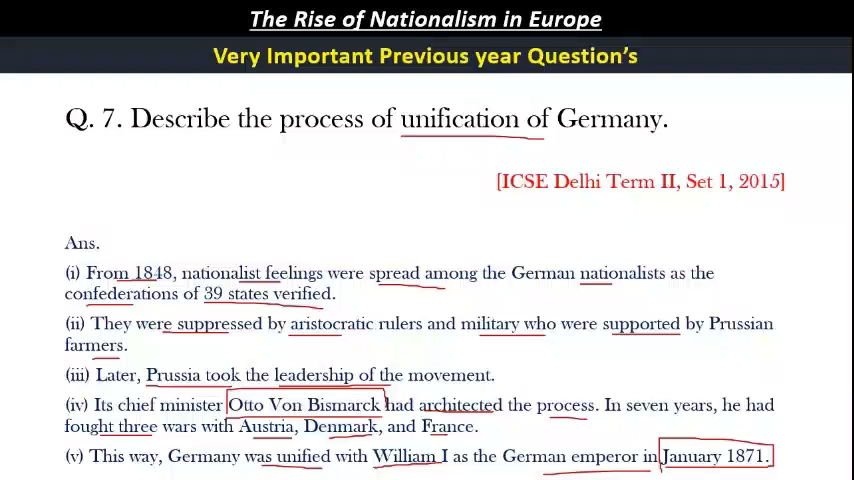 The Rise of Nationalism in Europe
Very Important Previous year Question's
Q. 7. Describe the process of unification of Germany.
[ICSE Delhi Term II, Set 1, 2015]
Ans.
(i) From 1848, nationalist feelings were spread among the German nationalists as the
confederations of 39 states verified.
(ii) They were suppressed by aristocratic rulers and military who were supported by Prussian
farmers.
(iii) Later, Prussia took the leadership of the movement.
(iv) Its chief minister Otto Von Bismarck had architected the process. In seven years, he had
fought three wars with Austria, Denmark, and France.
(v) This way, Germany was unified with William I as the German emperor in January 1871.